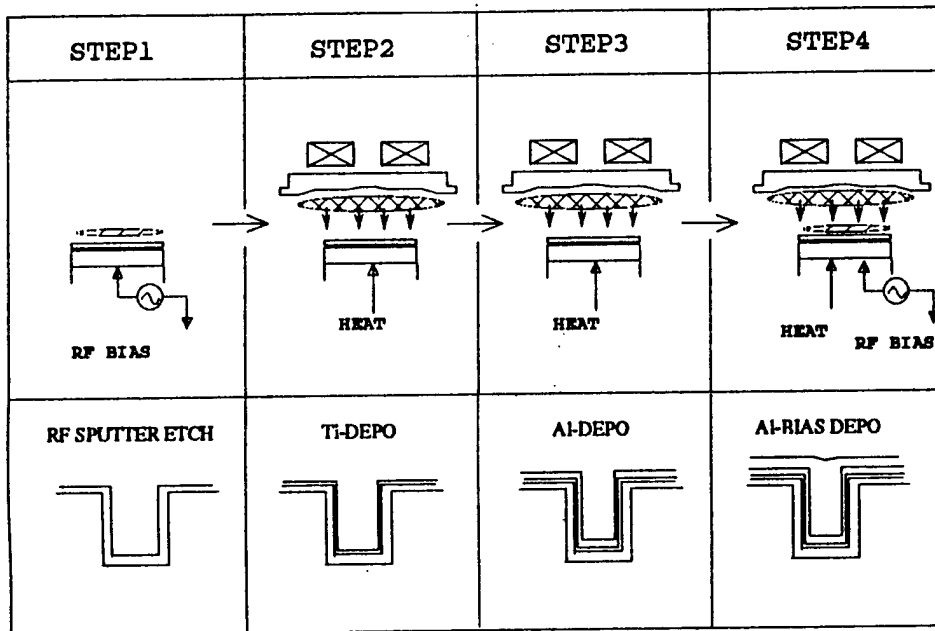 STEP1
STEP2
STEP3
STEP4
RF BIAS
HEAT
HEAT
HEAT
RF BIAS
RF SPUTTER ETCH
Ti-DEPO
Al-DEPO
Al-BIAS DEPO